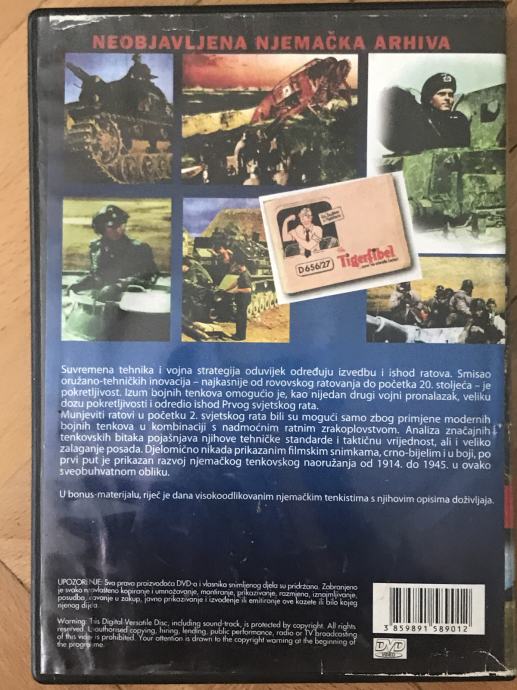 NEOBJAVLJENA NJEMAČKA ARHIVA
D656/27
Tigerfibel
Suvremena tehnika i vojna strategija oduvijek određuju izvedbu i ishod ratova. Smisao
oružano-tehničkih inovacija – najkasnije od rovovskog ratovanja do početka 20. stoljeća – je
pokretljivost. Izum bojnih tenkova omogućio je, kao nijedan drugi vojni pronalazak, veliku
dozu pokretljivosti i odredio ishod Prvog svjetskog rata.
Munjeviti ratovi u početku 2. svjetskog rata bili su mogući samo zbog primjene modernih
bojnih tenkova u kombinaciji s nadmoćnim ratnim zrakoplovstvom. Analiza značajnih
tenkovskih bitaka pojašnjava njihove tehničke standarde i taktičnu vrijednost, ali i veliko
zalaganje posada. Djelomično nikada prikazanim filmskim snimkama, crno-bijelim i u boji, po
prvi put je prikazan razvoj njemačkog tenkovskog naoružanja od 1914. do 1945. u ovako
sveobuhvatnom obliku.
U bonus-materijalu, riječ je dana visokoodlikovanim njemačkim tenkistima s njihovim opisima doživljaja.
UPOZORENJE: Sva prava proizvođača DVD-a i vlasnika snimljenog djela su pridržana. Zabranjeno
je svako neovlašteno kopiranje i umnožavanje, montiranje, prikazivanje, razmjena, iznajmljivanje,
posudba, davanje u zakup, javno prikazivanje i izvođenje ili emitiranje ove kazete ili bilo kojeg
njenog dijela.
Warning: This Digital Versatile Disc, including sound-track, is protected by copyright. All rights
reserved. Unauthorised copying, hiring, lending, public performance, radio or TV broadcasting
of this video is prohibited. Your attention is drawn to the copyright warning at the beginning of
the programme.
3 859891 589012
DVD
VIDEO